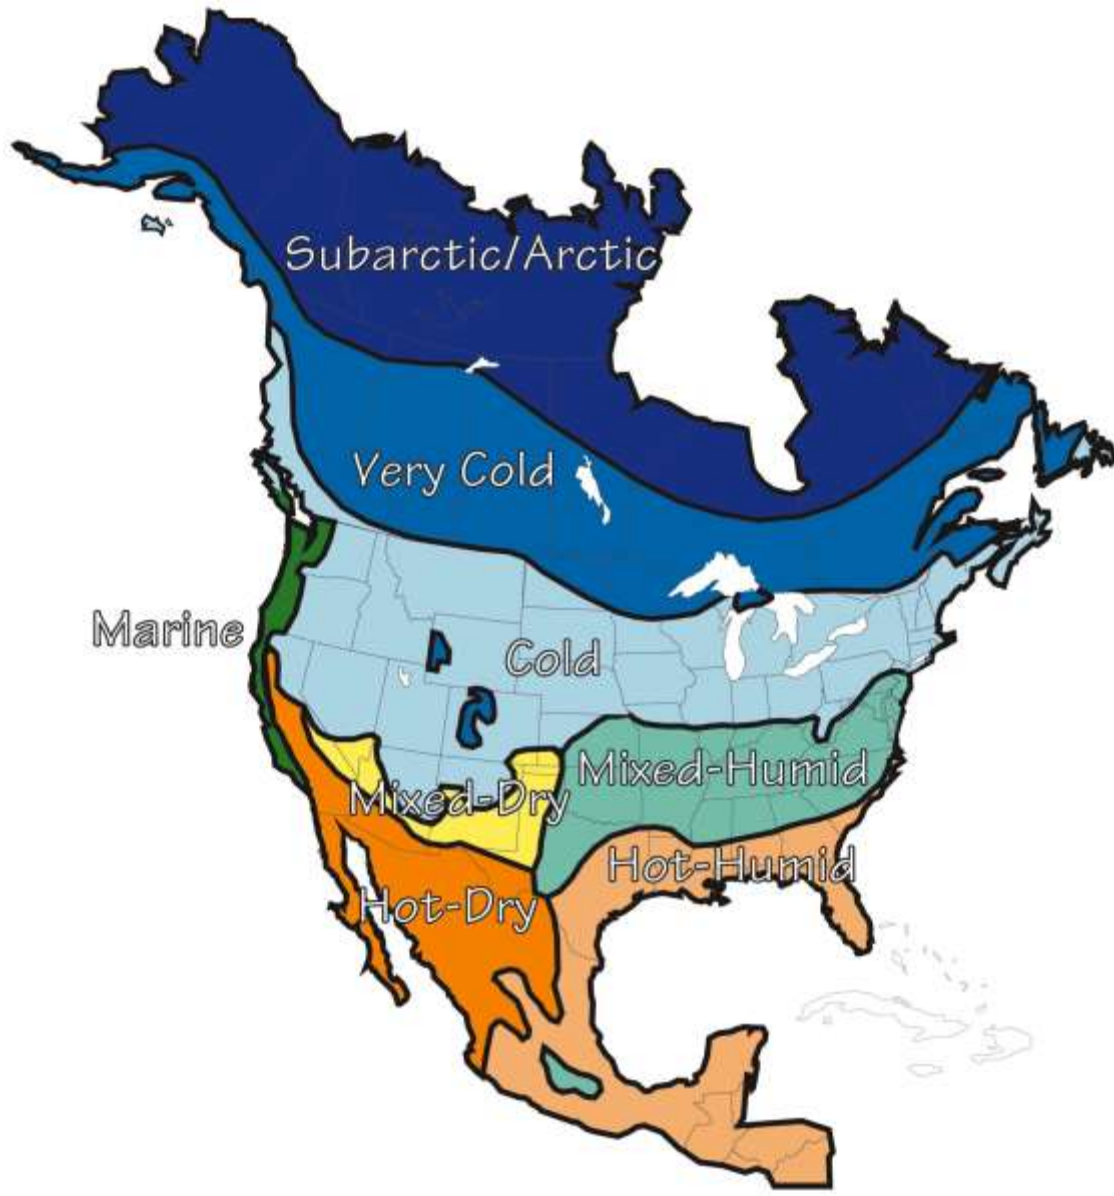 Subarctic/Arctic
Very Cold
Marine
Cold
Mixed-Humid
Mixed-Dry
Hot-Humid
Hot-Dry